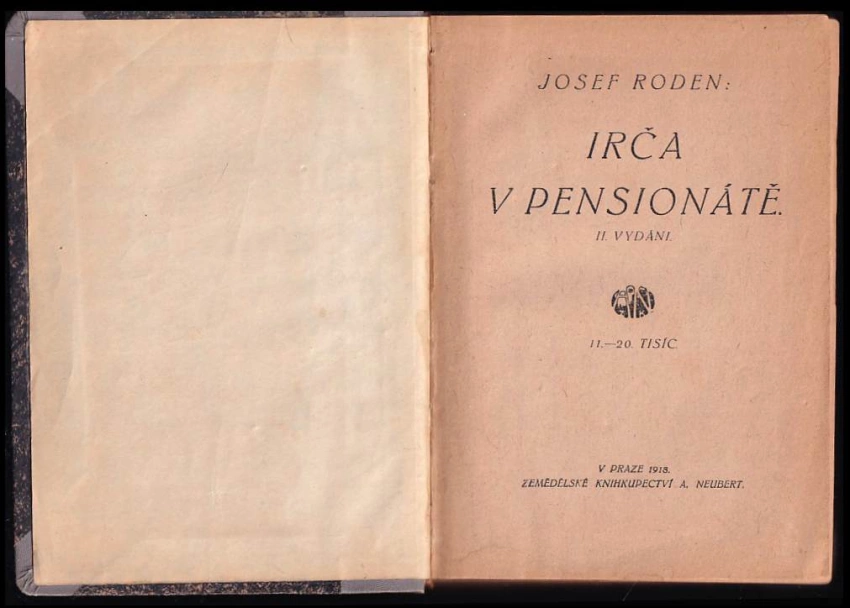 JOSEF RODEN:
IRČA
V PENSIONÁTĚ.
II. VYDÁNÍ.
11.—20. TISÍC.
V PRAZE 1918.
ZEMĚDĚLSKÉ KNIHKUPECTVÍ A. NEUBERT.